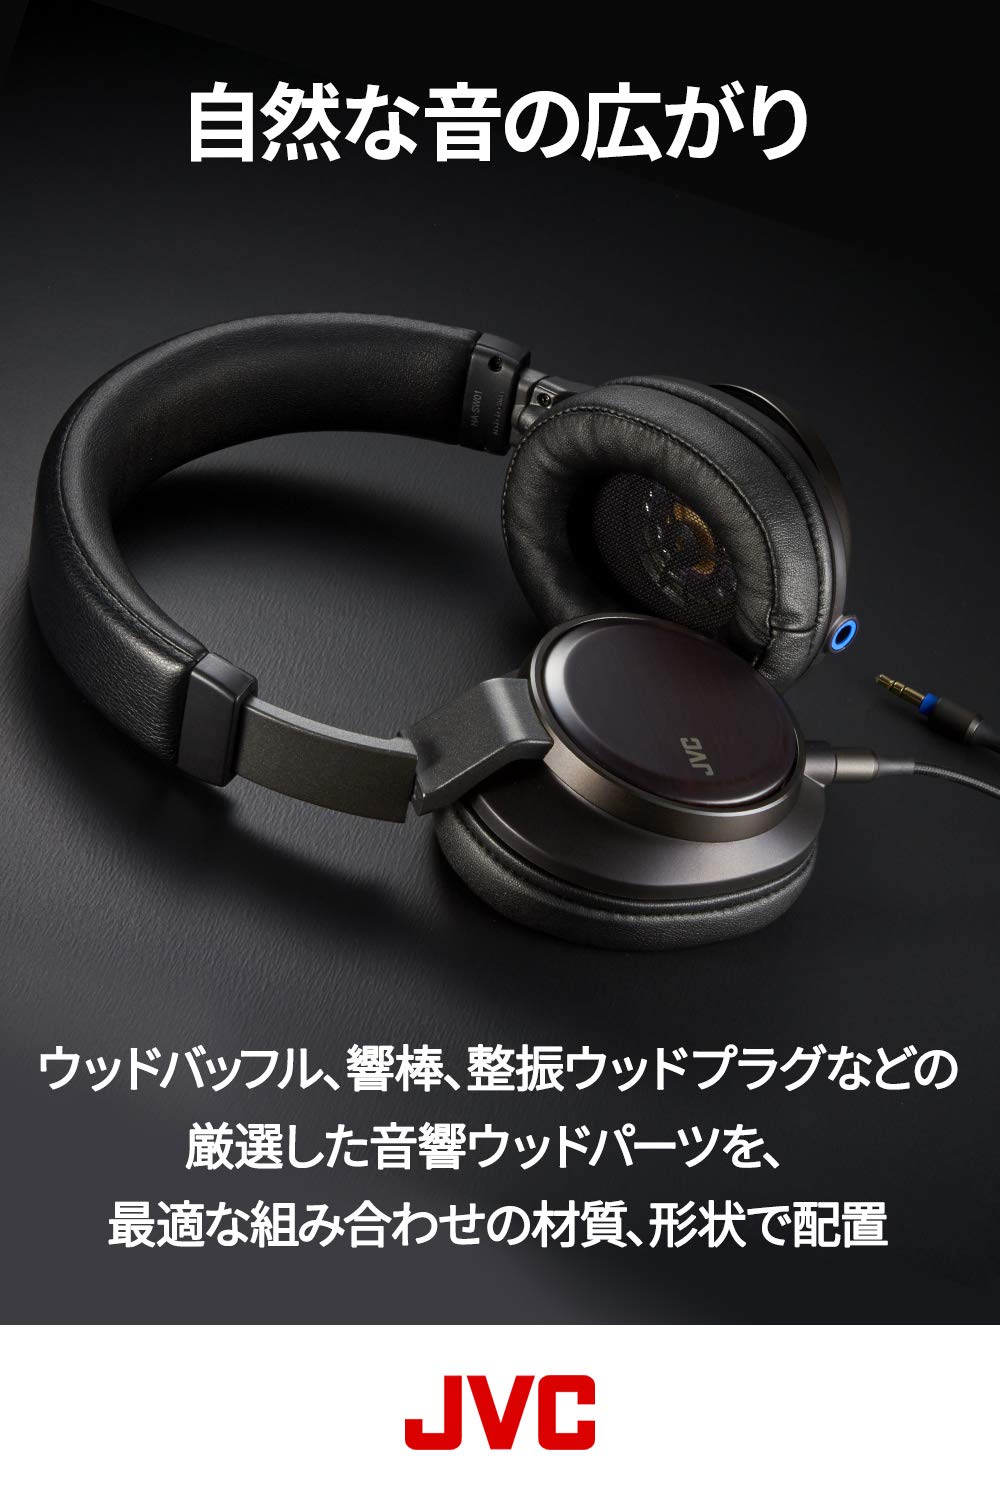 自然な音の広がり
HA-SW01
JVC
ウッドバッフル、響棒、整振ウッドプラグなどの
厳選した音響ウッドパーツを、
最適な組み合わせの材質、形状で配置
JVC